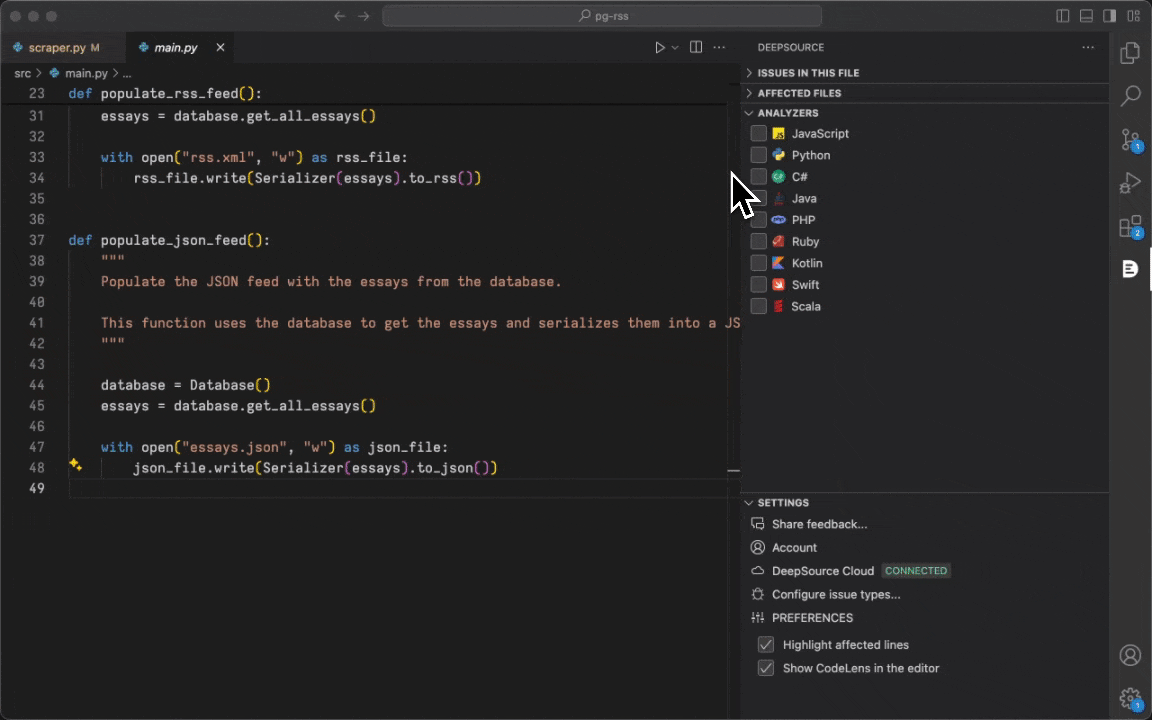 pg-rss
scraper.py M
main.py
src > main.py > ...
23 def populate_rss_feed():
31 essays = database.get_all_essays()
32
33 with open("rss.xml", "w") as rss_file:
34 rss_file.write(Serializer(essays).to_rss())
35
36
37 def populate_json_feed():
38 """
39 Populate the JSON feed with the essays from the database.
40
41 This function uses the database to get the essays and serializes them into a JS
42 """
43
44 database = Database()
45 essays = database.get_all_essays()
46
47 with open("essays.json", "w") as json_file:
48 json_file.write(Serializer(essays).to_json())
49
DEEPSOURCE
ISSUES IN THIS FILE
AFFECTED FILES
ANALYZERS
JS JavaScript
Python
C#
Java
php PHP
Ruby
Kotlin
Swift
Scala
SETTINGS
Share feedback...
Account
DeepSource Cloud CONNECTED
Configure issue types...
PREFERENCES
Highlight affected lines
Show CodeLens in the editor
1
2
1